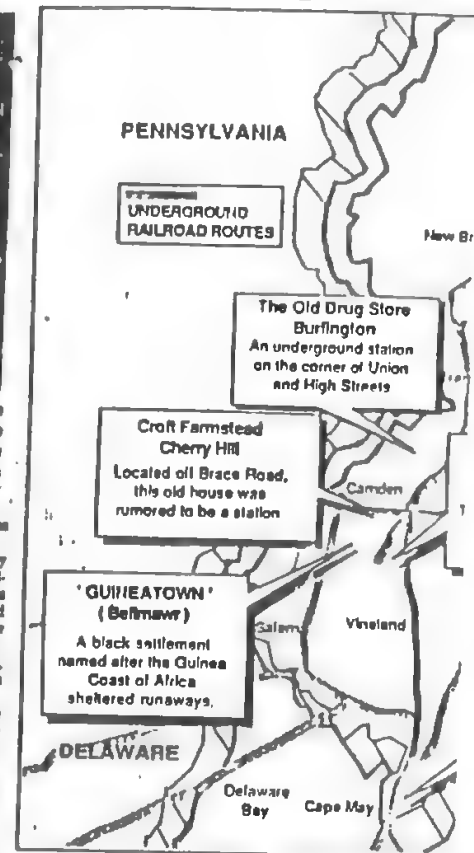 PENNSYLVANIA
UNDERGROUND
RAILROAD ROUTES
New Br
The Old Drug Store
Burlington
An underground station
on the corner of Union
and High Streets
Croft Farmstead
Cherry Hill
Located off Brace Road,
this old house was
rumored to be a station
Camden
"GUINEATOWN"
(Bellmawr)
A black settlement
named after the Guinea
Coast of Africa
sheltered runaways.
Salem
Vineland
DELAWARE
Delaware
Bay
Cape May